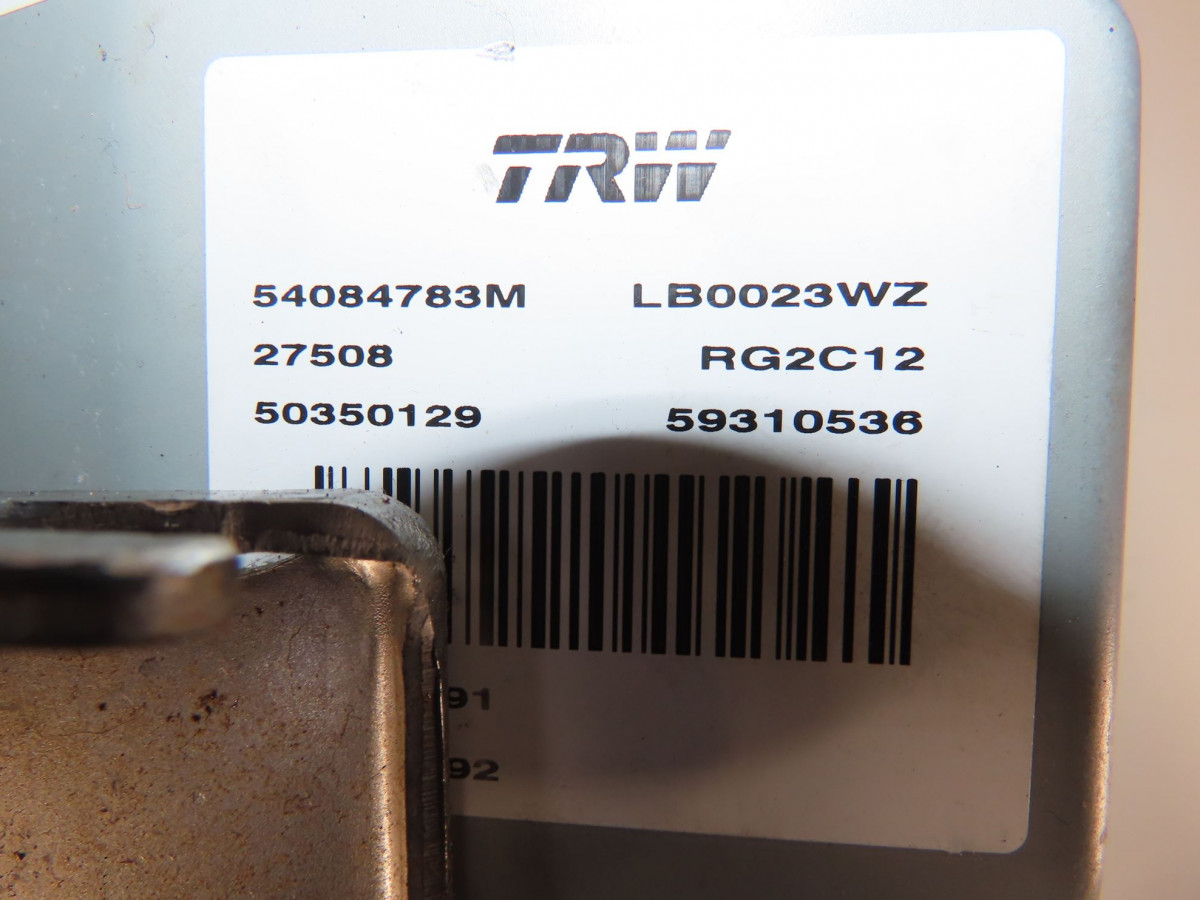 TRW
54084783M LB0023WZ
27508 RG2C12
50350129 59310536
91
92